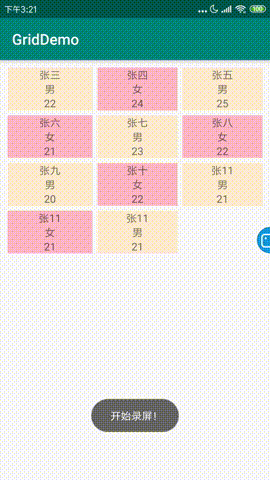 下午3:21
100
GridDemo
张三
男
22
张四
女
24
张五
男
25
张六
女
21
张七
男
23
张八
女
22
张九
男
20
张十
女
22
张11
男
21
张11
女
21
张11
男
21
开始录屏！